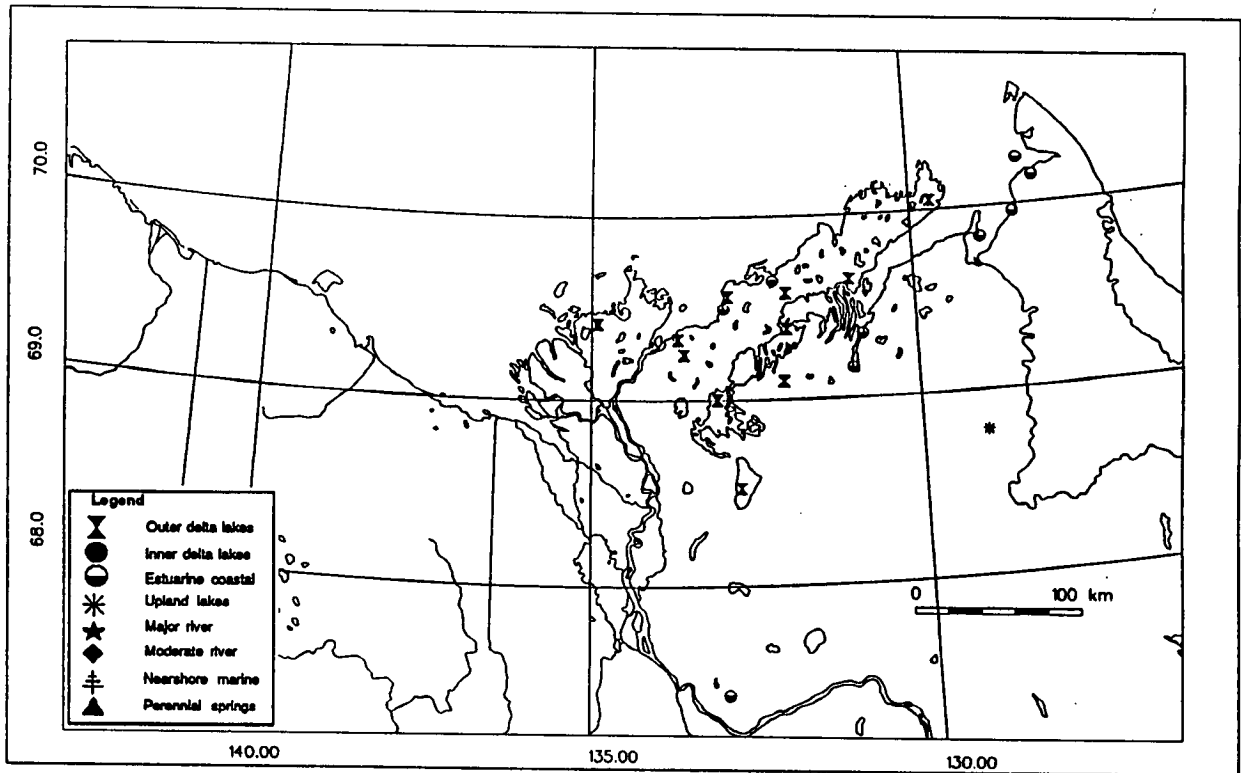 70.0
69.0
68.0
Legend
Outer delta lakes
Inner delta lakes
Estuarine coastal
Upland lakes
Major river
Moderate river
Nearshore marine
Perennial springs
0 100 km
140.00 135.00 130.00